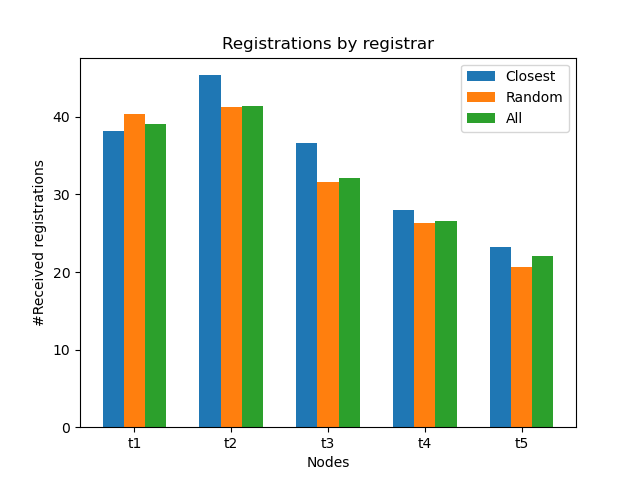 Registrations by registrar
Closest
Random
All
#Received registrations
40
30
20
10
0
t1 t2 t3 t4 t5
Nodes